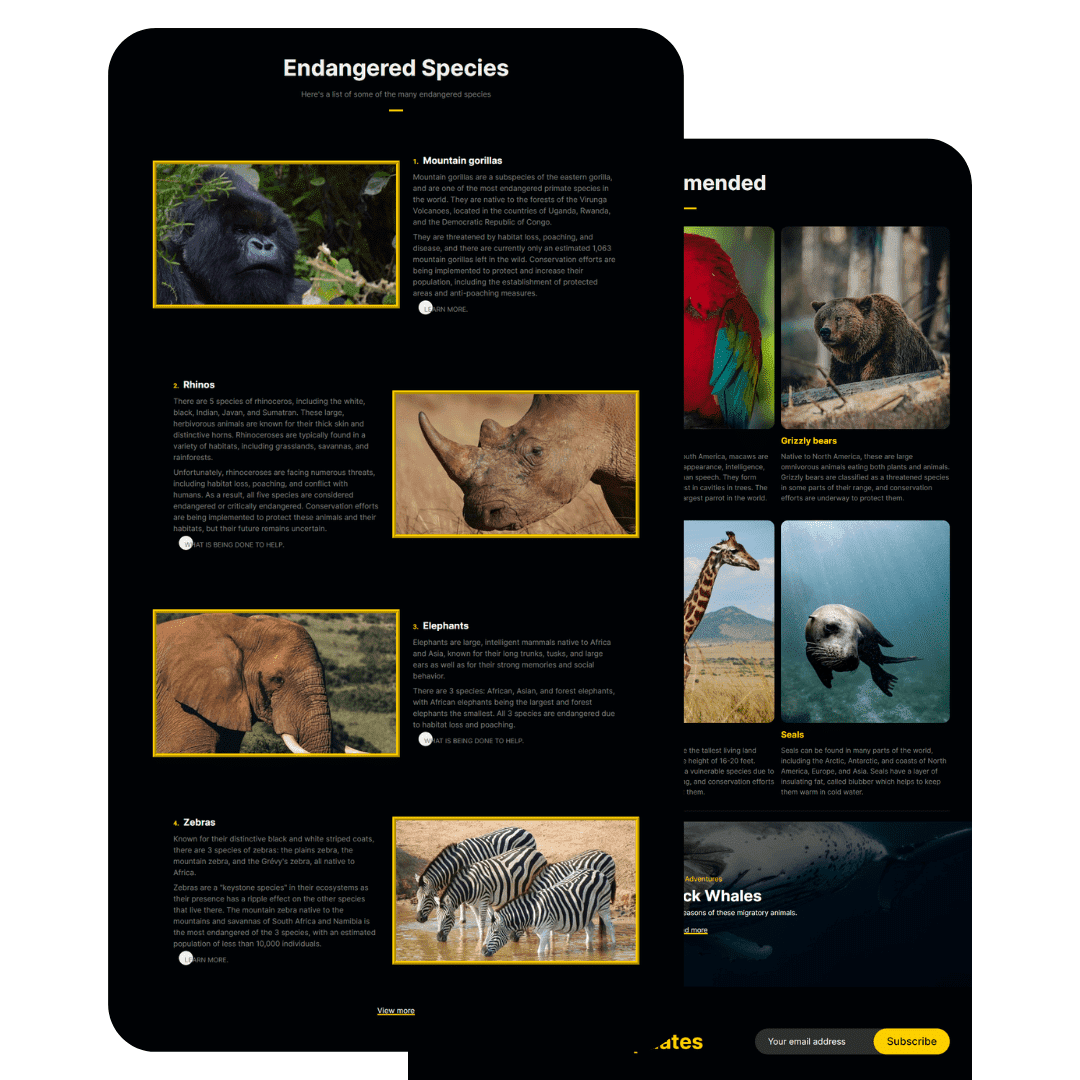 Endangered Species
Here's a list of some of the many endangered species
1. Mountain gorillas
Mountain gorillas are a subspecies of the eastern gorilla,
and are one of the most endangered primate species in
the world. They are native to the forests of the Virunga
Volcanoes, located in the countries of Uganda, Rwanda,
and the Democratic Republic of Congo.
They are threatened by habitat loss, poaching, and
disease, and there are currently only an estimated 1,063
mountain gorillas left in the wild. Conservation efforts are
being implemented to protect and increase their
population, including the establishment of protected
areas and anti-poaching measures.
LEARN MORE.
2. Rhinos
There are 5 species of rhinoceros, including the white,
black, Indian, Javan, and Sumatran. These large,
herbivorous animals are known for their thick skin and
distinctive horns. Rhinoceroses are typically found in a
variety of habitats, including grasslands, savannas, and
rainforests.
Unfortunately, rhinoceroses are facing numerous threats,
including habitat loss, poaching, and conflict with
humans. As a result, all five species are considered
endangered or critically endangered. Conservation efforts
are being implemented to protect these animals and their
habitats, but their future remains uncertain.
WHAT IS BEING DONE TO HELP.
3. Elephants
Elephants are large, intelligent mammals native to Africa
and Asia, known for their long trunks, tusks, and large
ears as well as for their strong memories and social
behavior.
There are 3 species: African, Asian, and forest elephants,
with African elephants being the largest and forest
elephants the smallest. All 3 species are endangered due
to habitat loss and poaching.
WHAT IS BEING DONE TO HELP.
4. Zebras
Known for their distinctive black and white striped coats,
there are 3 species of zebras: the plains zebra, the
mountain zebra, and the Grévy's zebra, all native to
Africa.
Zebras are a "keystone species" in their ecosystems as
their presence has a ripple effect on the other species
that live there. The mountain zebra native to the
mountains and savannas of South Africa and Namibia is
the most endangered of the 3 species, with an estimated
population of less than 10,000 individuals.
LEARN MORE.
View more
mended
uth America, macaws are
appearance, intelligence,
an speech. They form
st in cavities in trees. The
argest parrot in the world.
Grizzly bears
Native to North America, these are large
omnivorous animals eating both plants and animals.
Grizzly bears are classified as a threatened species
in some parts of their range, and conservation
efforts are underway to protect them.
e the tallest living land
height of 16-20 feet.
a vulnerable species due to
ng, and conservation efforts
them.
Seals
Seals can be found in many parts of the world,
including the Arctic, Antarctic, and coasts of North
America, Europe, and Asia. Seals have a layer of
insulating fat, called blubber which helps to keep
them warm in cold water.
Adventures
ck Whales
easons of these migratory animals.
d more
ates
Your email address
Subscribe